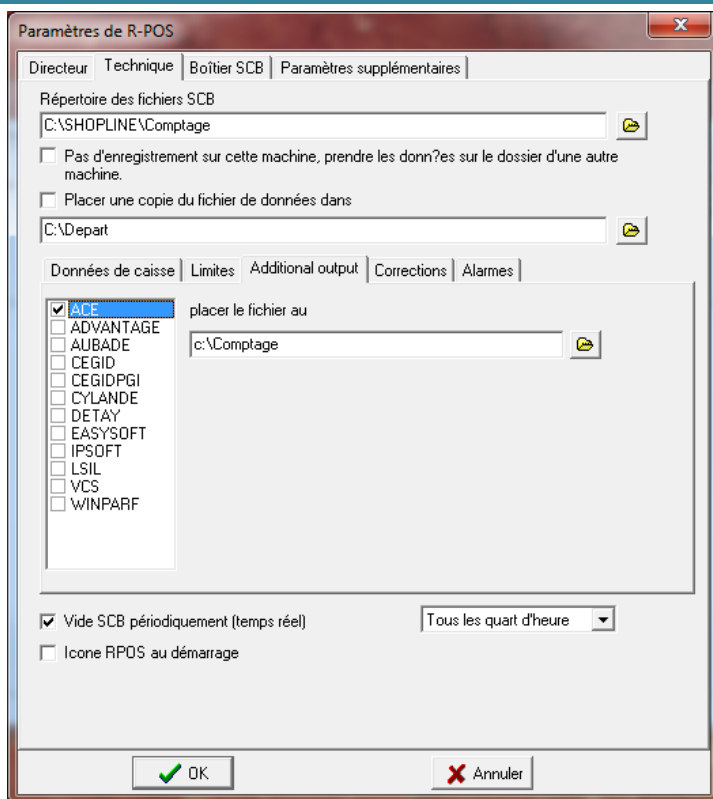 Paramètres de R-POS
Directeur Technique Boîtier SCB Paramètres supplémentaires
Répertoire des fichiers SCB
C:\SHOPLINE\Comptage
Pas d'enregistrement sur cette machine, prendre les donn?es sur le dossier d'une autre
machine.
Placer une copie du fichier de données dans
C:\Depart
Données de caisse Limites Additional output Corrections Alarmes
ACE placer le fichier au
ADVANTAGE
AUBADE c:\Comptage
CEGID
CEGIDPGI
CYLANDE
DETAY
EASYSOFT
IPSOFT
LSIL
VCS
WINPARF
Vide SCB périodiquement (temps réel) Tous les quart d'heure
Icone RPOS au démarrage
OK Annuler